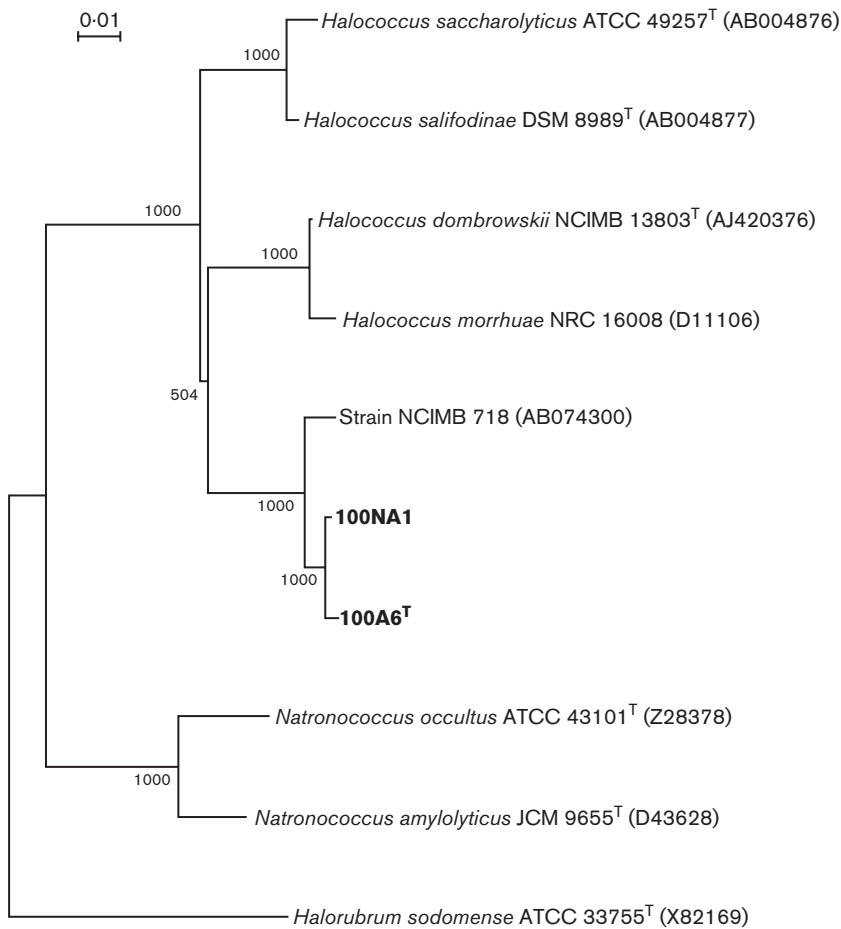 0·01
Halococcus saccharolyticus ATCC 49257T (AB004876)
1000
Halococcus salifodinae DSM 8989T (AB004877)
1000
Halococcus dombrowskii NCIMB 13803T (AJ420376)
1000
Halococcus morrhuae NRC 16008 (D11106)
504
Strain NCIMB 718 (AB074300)
1000
100NA1
1000
100A6T
Natronococcus occultus ATCC 43101T (Z28378)
1000
Natronococcus amylolyticus JCM 9655T (D43628)
Halorubrum sodomense ATCC 33755T (X82169)